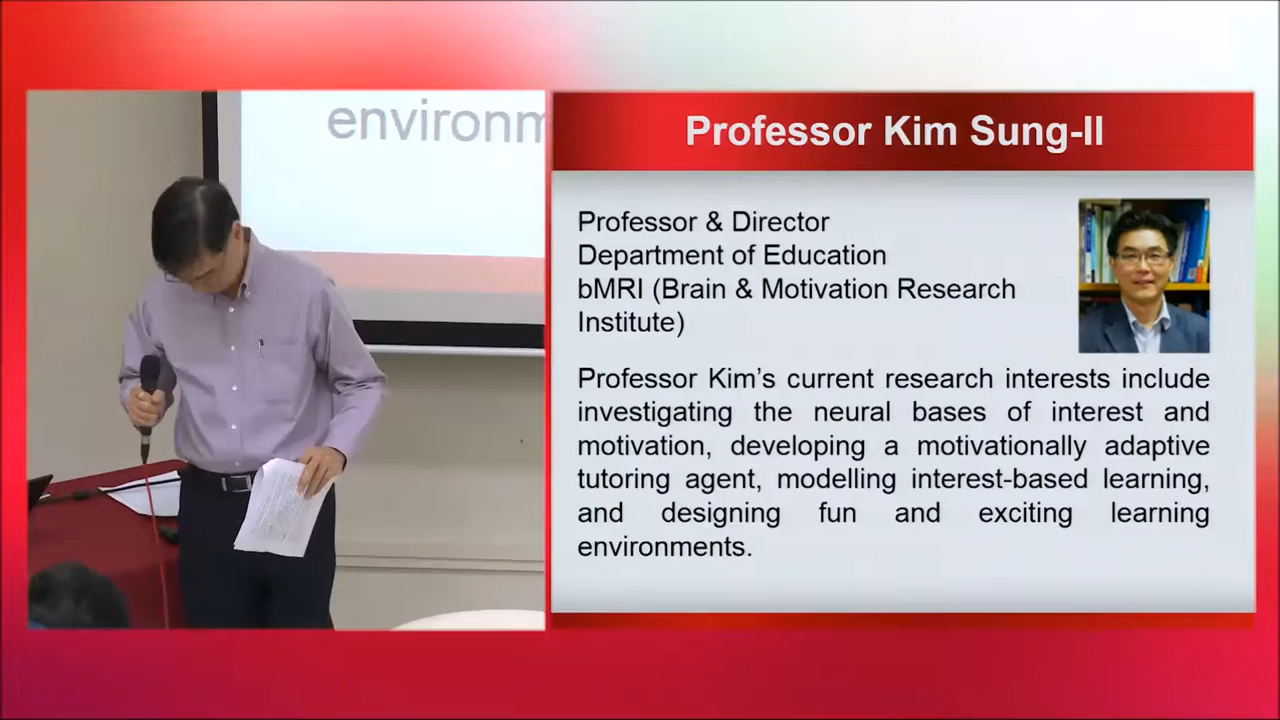 environm
Professor Kim Sung-Il
Professor & Director
Department of Education
bMRI (Brain & Motivation Research
Institute)
Professor Kim’s current research interests include
investigating the neural bases of interest and
motivation, developing a motivationally adaptive
tutoring agent, modelling interest-based learning,
and designing fun and exciting learning
environments.